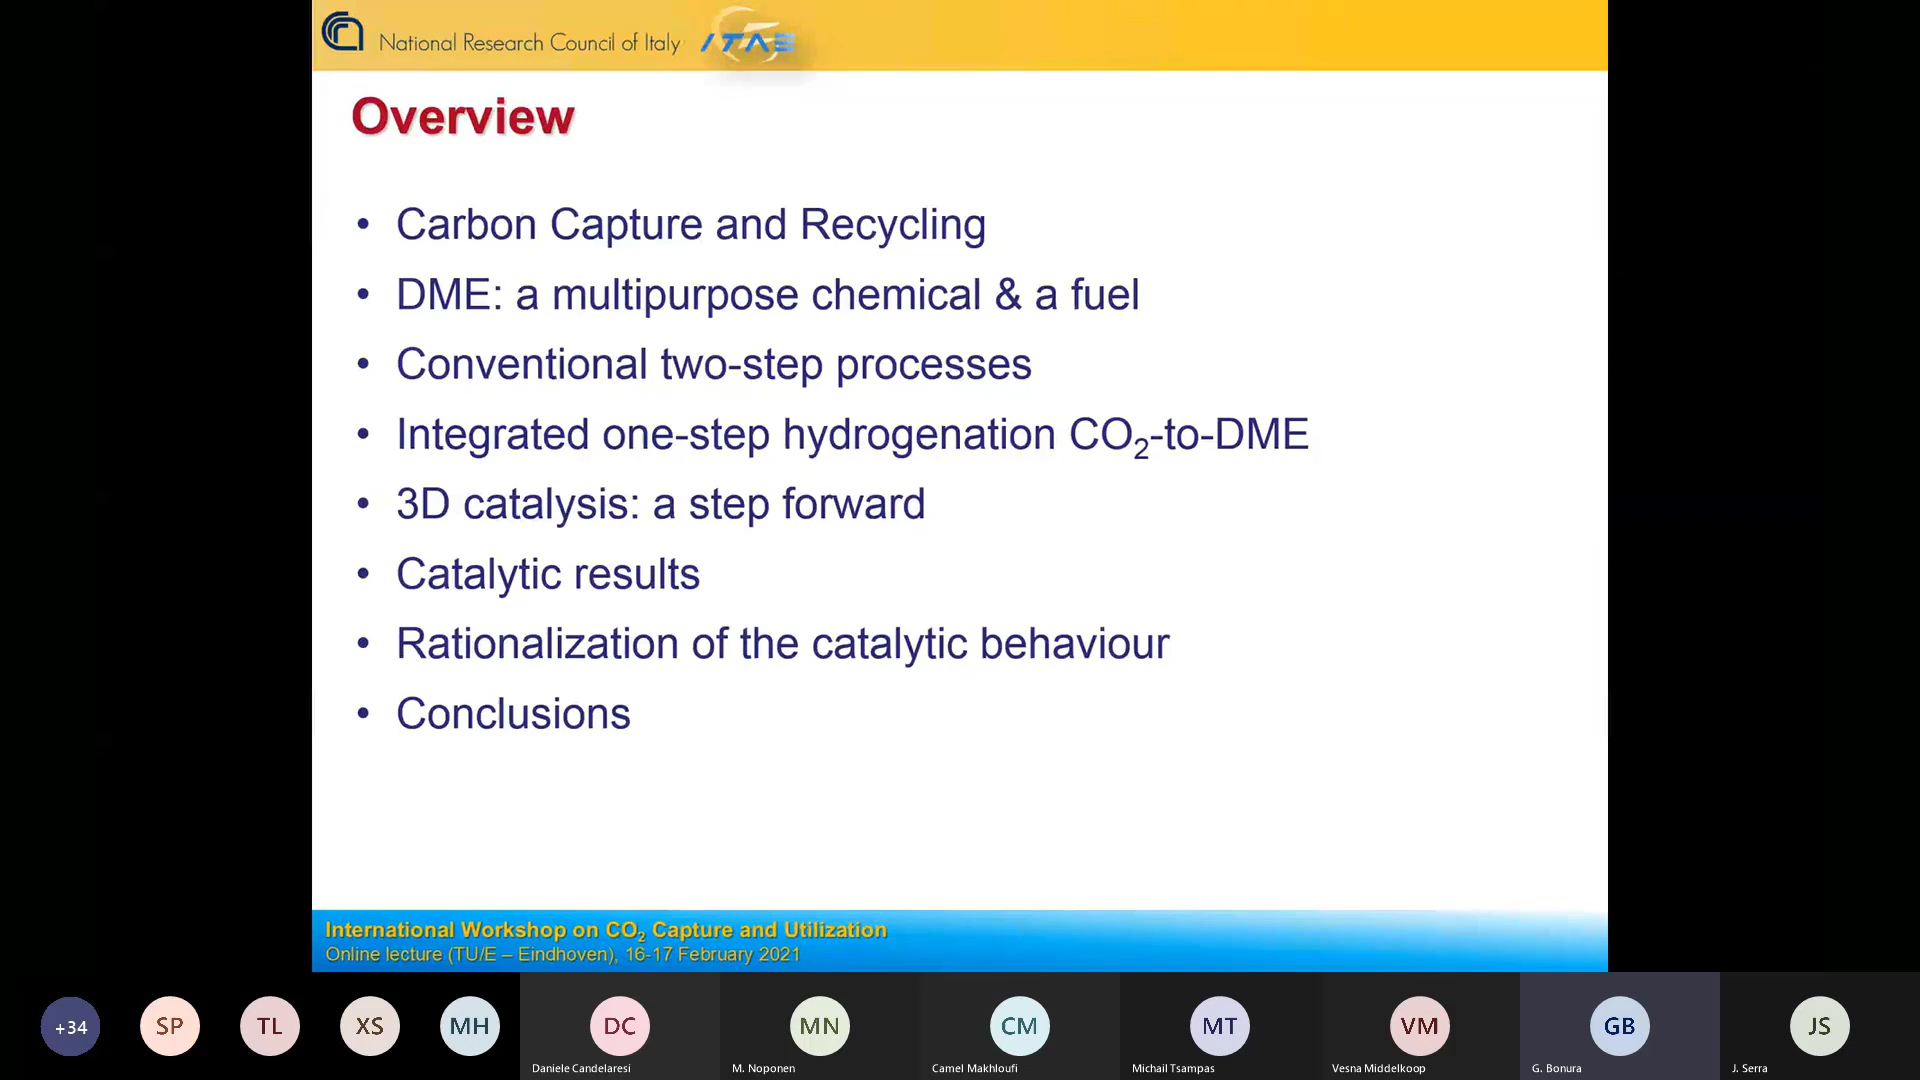 National Research Council of Italy ITAE
Overview
• Carbon Capture and Recycling
• DME: a multipurpose chemical & a fuel
• Conventional two-step processes
• Integrated one-step hydrogenation CO₂-to-DME
• 3D catalysis: a step forward
• Catalytic results
• Rationalization of the catalytic behaviour
• Conclusions
International Workshop on CO₂ Capture and Utilization
Online lecture (TU/E – Eindhoven), 16-17 February 2021
+34 SP TL XS MH DC MN CM MT VM GB JS
Daniele Candelaresi M. Noponen Camel Makhloufi Michail Tsampas Vesna Middelkoop G. Bonura J. Serra